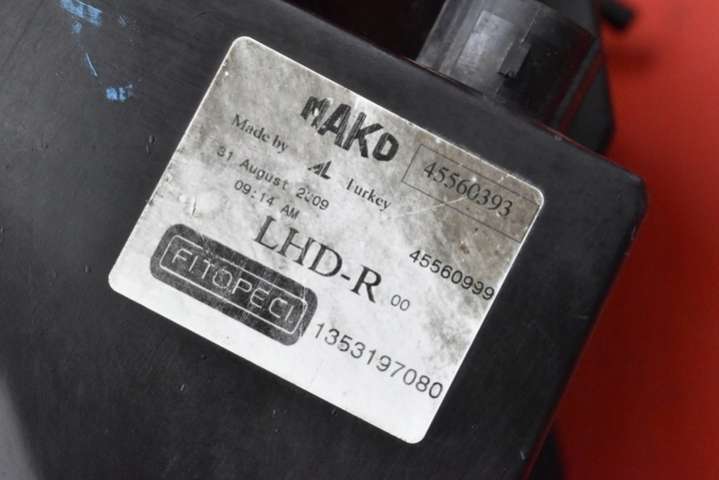 MAKO
Made by Turkey
45560393
31 August 2009
09:14 AM
LHD-R 00
45560999
FITOPECI
1353197080